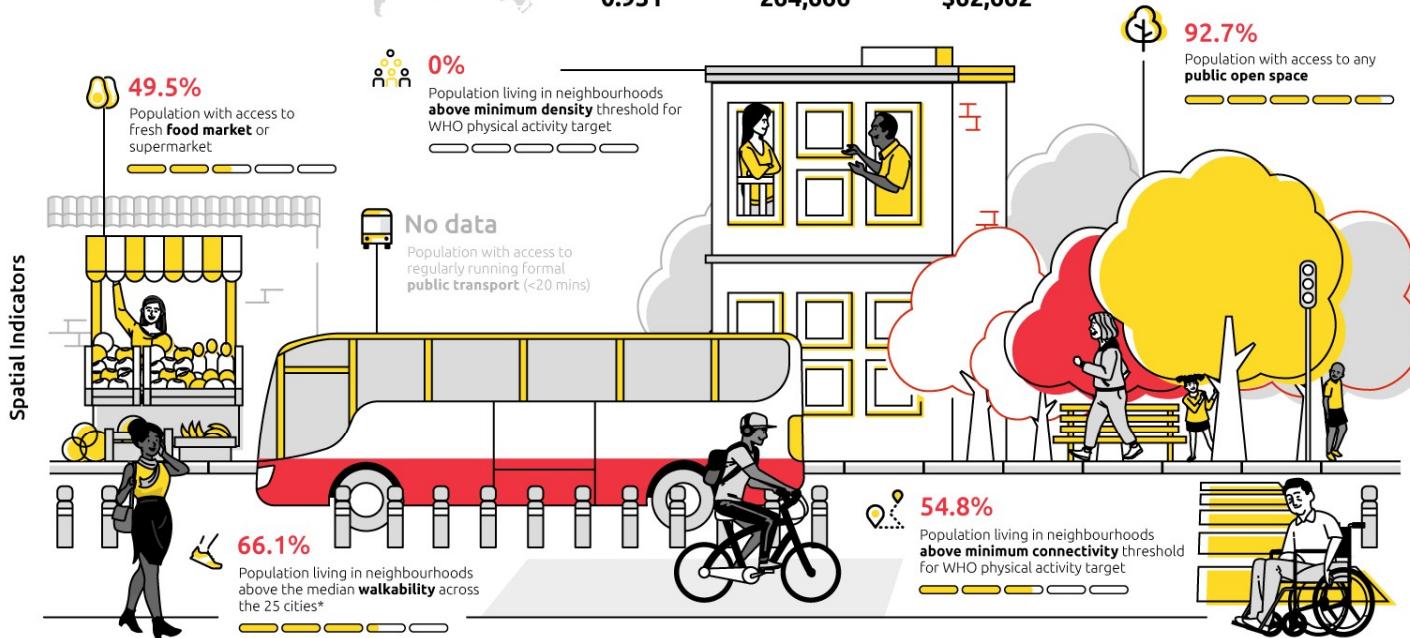 49.5%
Population with access to
fresh food market or
supermarket
0%
Population living in neighbourhoods
above minimum density threshold for
WHO physical activity target
92.7%
Population with access to any
public open space
No data
Population with access to
regularly running formal
public transport (<20 mins)
Spatial Indicators
66.1%
Population living in neighbourhoods
above the median walkability across
the 25 cities*
54.8%
Population living in neighbourhoods
above minimum connectivity threshold
for WHO physical activity target